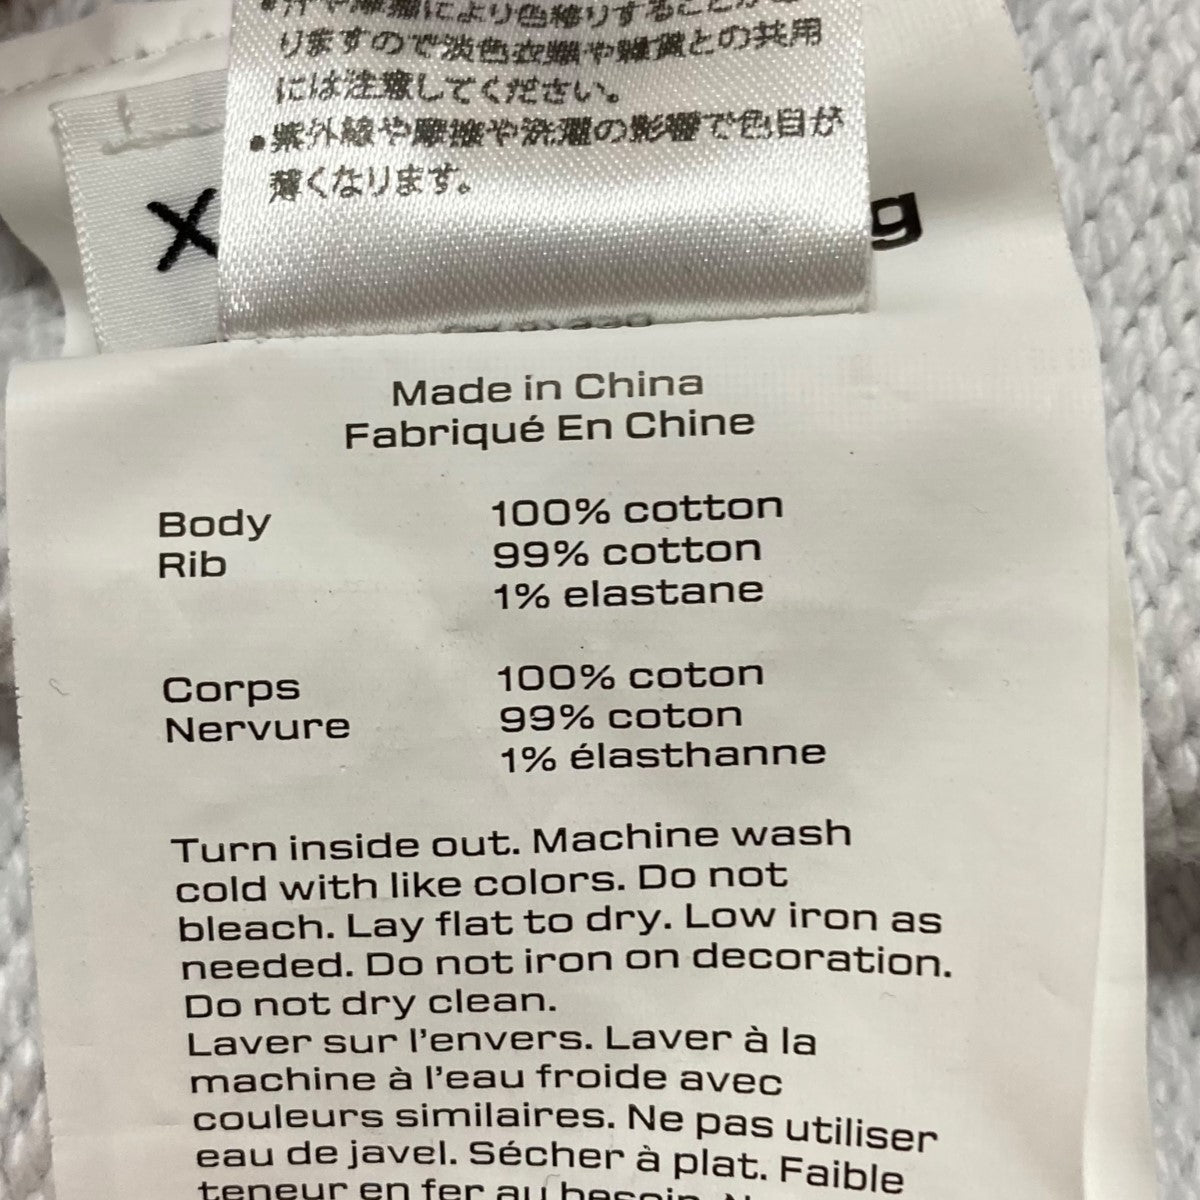 により色移りすることが
りますので淡色衣類や雑貨との共用
には注意してください。
●紫外線や摩擦や洗濯の影響で色目が
薄くなります。
X
g
Made in China
Fabriqué En Chine
Body 100% cotton
Rib 99% cotton
1% elastane
Corps 100% coton
Nervure 99% coton
1% élasthanne
Turn inside out. Machine wash
cold with like colors. Do not
bleach. Lay flat to dry. Low iron as
needed. Do not iron on decoration.
Do not dry clean.
Laver sur l'envers. Laver à la
machine à l'eau froide avec
couleurs similaires. Ne pas utiliser
eau de javel. Sécher à plat. Faible
teneur en fer au besoin.